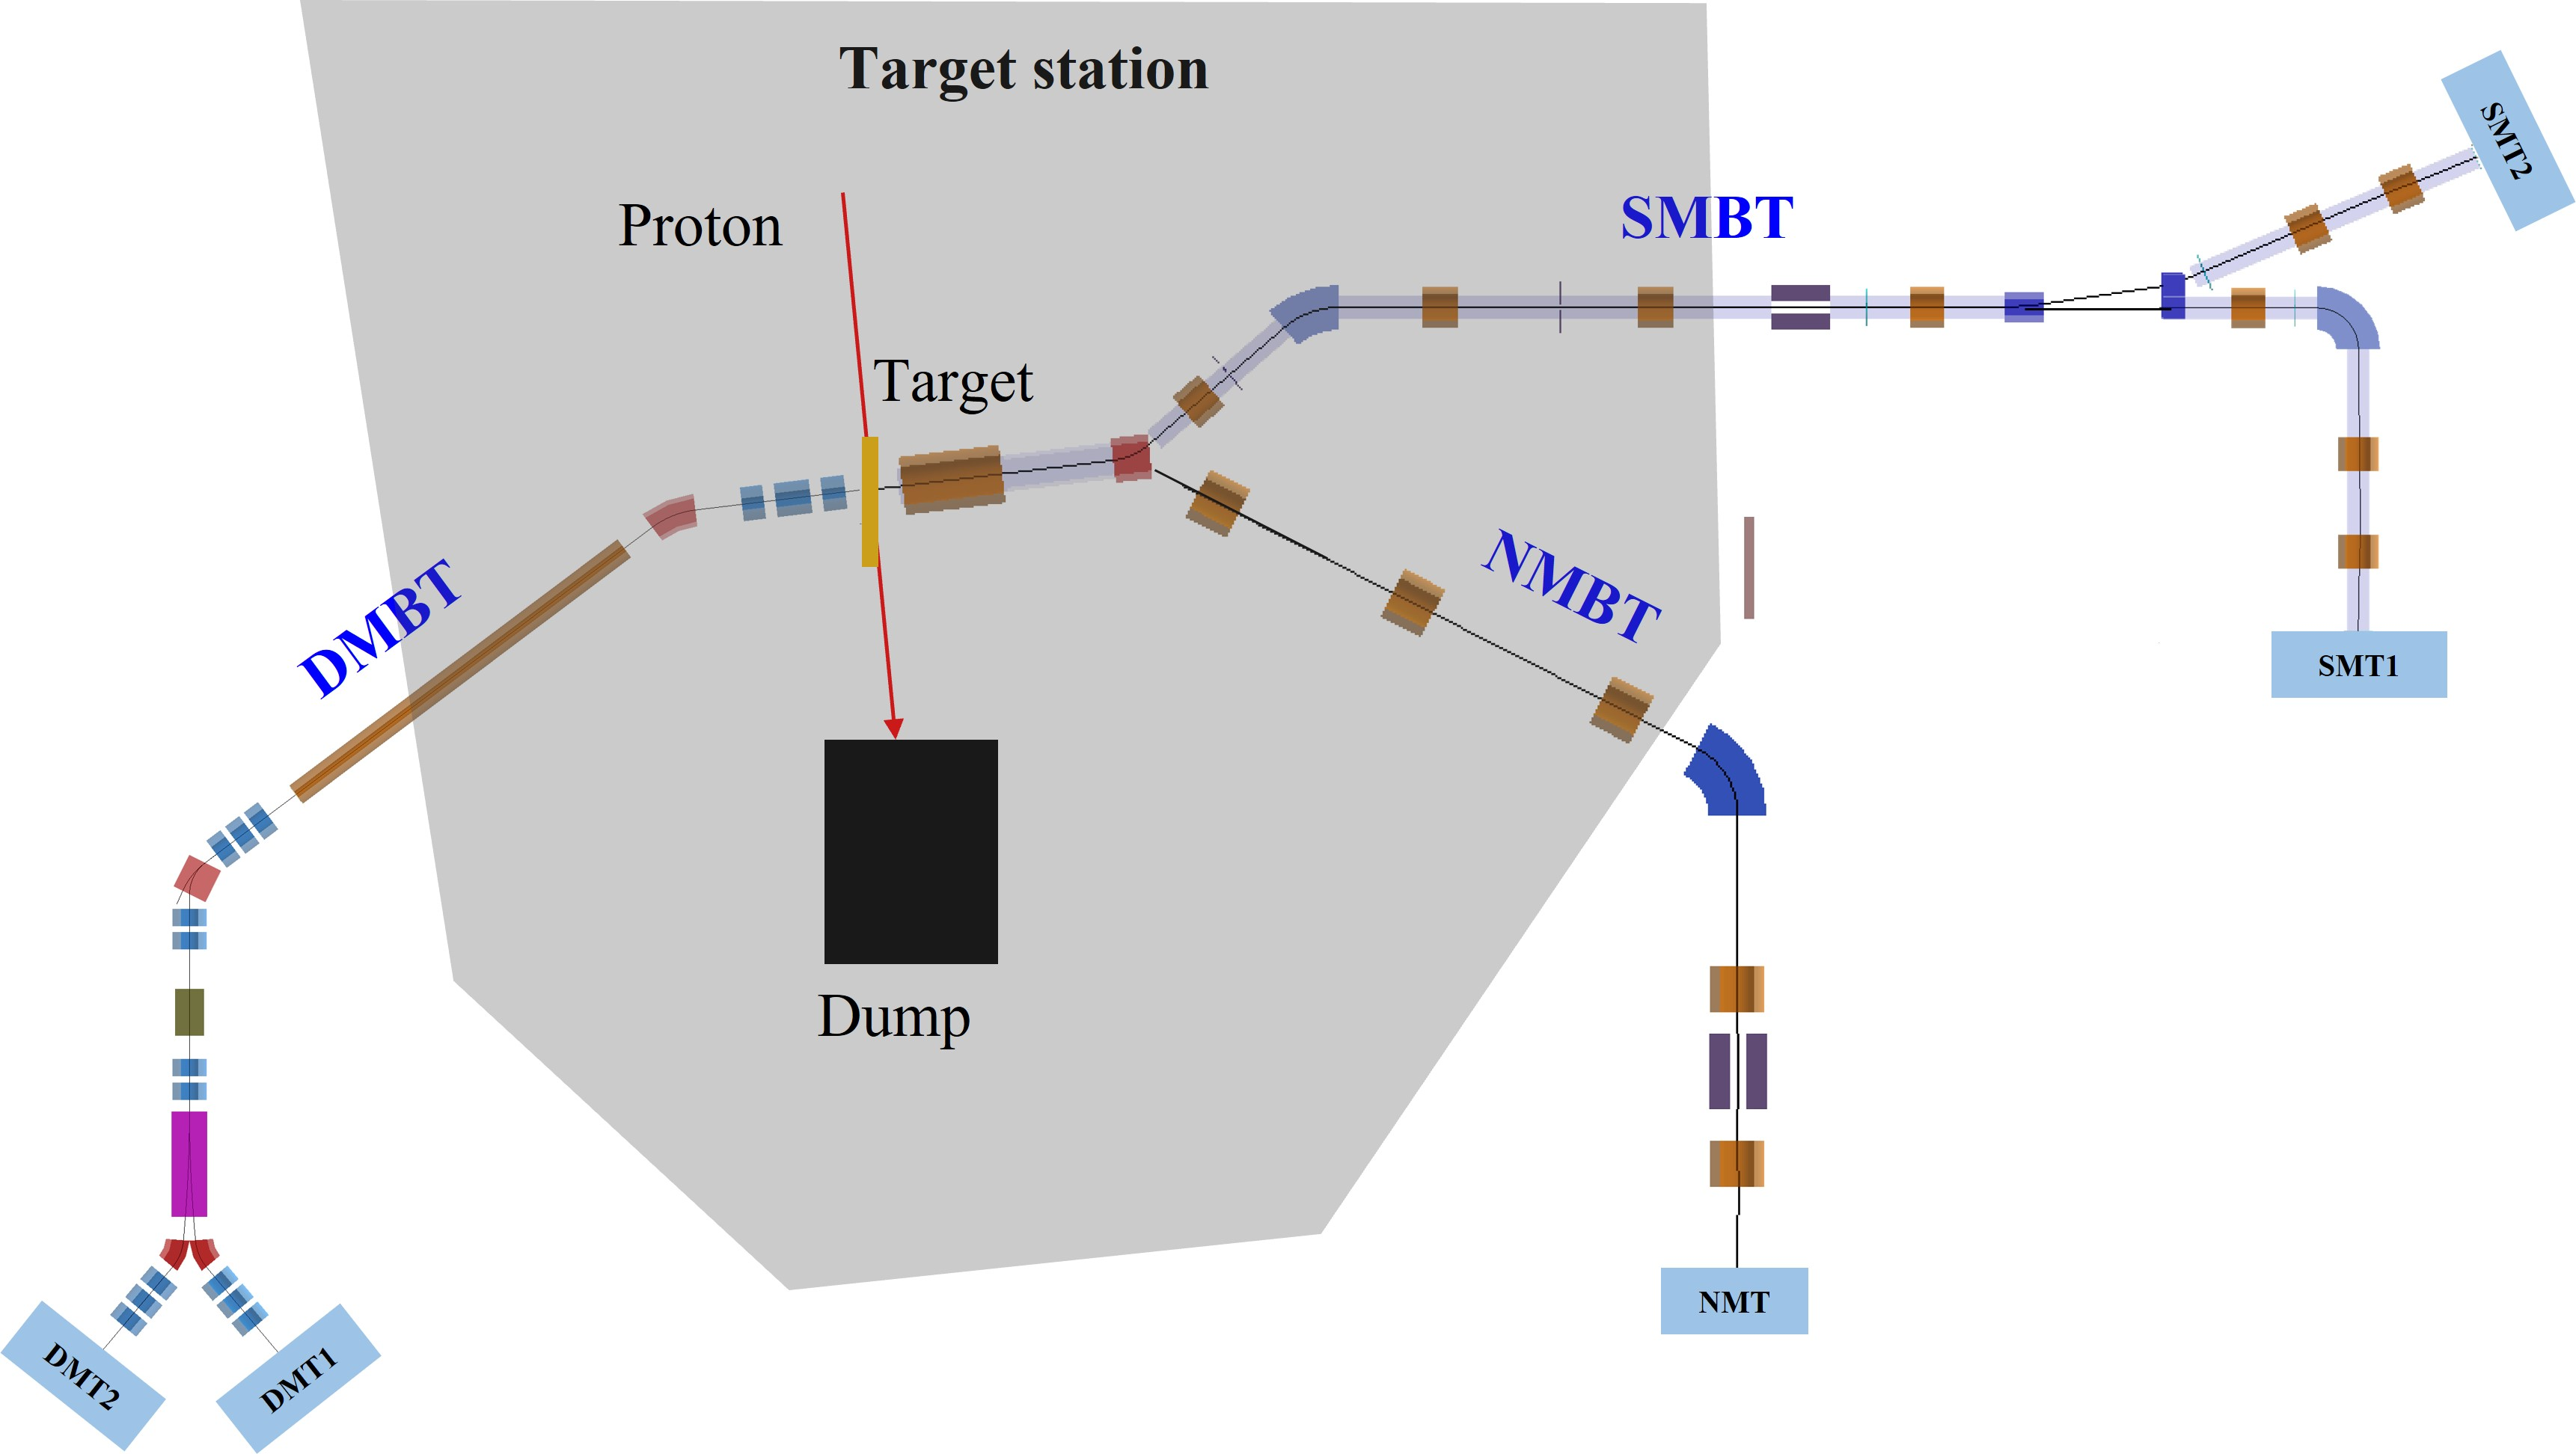 Target station
SMT2
Proton
SMBT
Target
NMBT
DMBT
SMT1
Dump
NMT
DMT2
DMT1